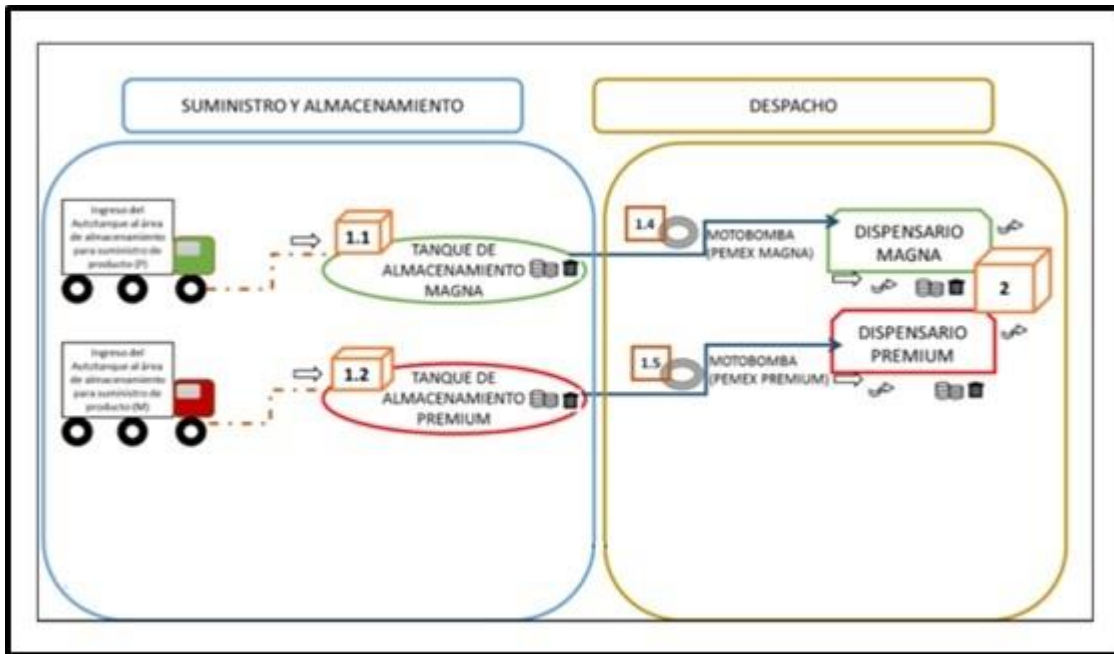 SUMINISTRO Y ALMACENAMIENTO
DESPACHO
Ingreso del
Autotanque al área
de almacenamiento
para suministro de
producto (P)
1.1
TANQUE DE
ALMACENAMIENTO
MAGNA
1.4
MOTOBOMBA
(PEMEX MAGNA)
DISPENSARIO
MAGNA
2
Ingreso del
Autotanque al área
de almacenamiento
para suministro de
producto (M)
1.2
TANQUE DE
ALMACENAMIENTO
PREMIUM
1.5
MOTOBOMBA
(PEMEX PREMIUM)
DISPENSARIO
PREMIUM